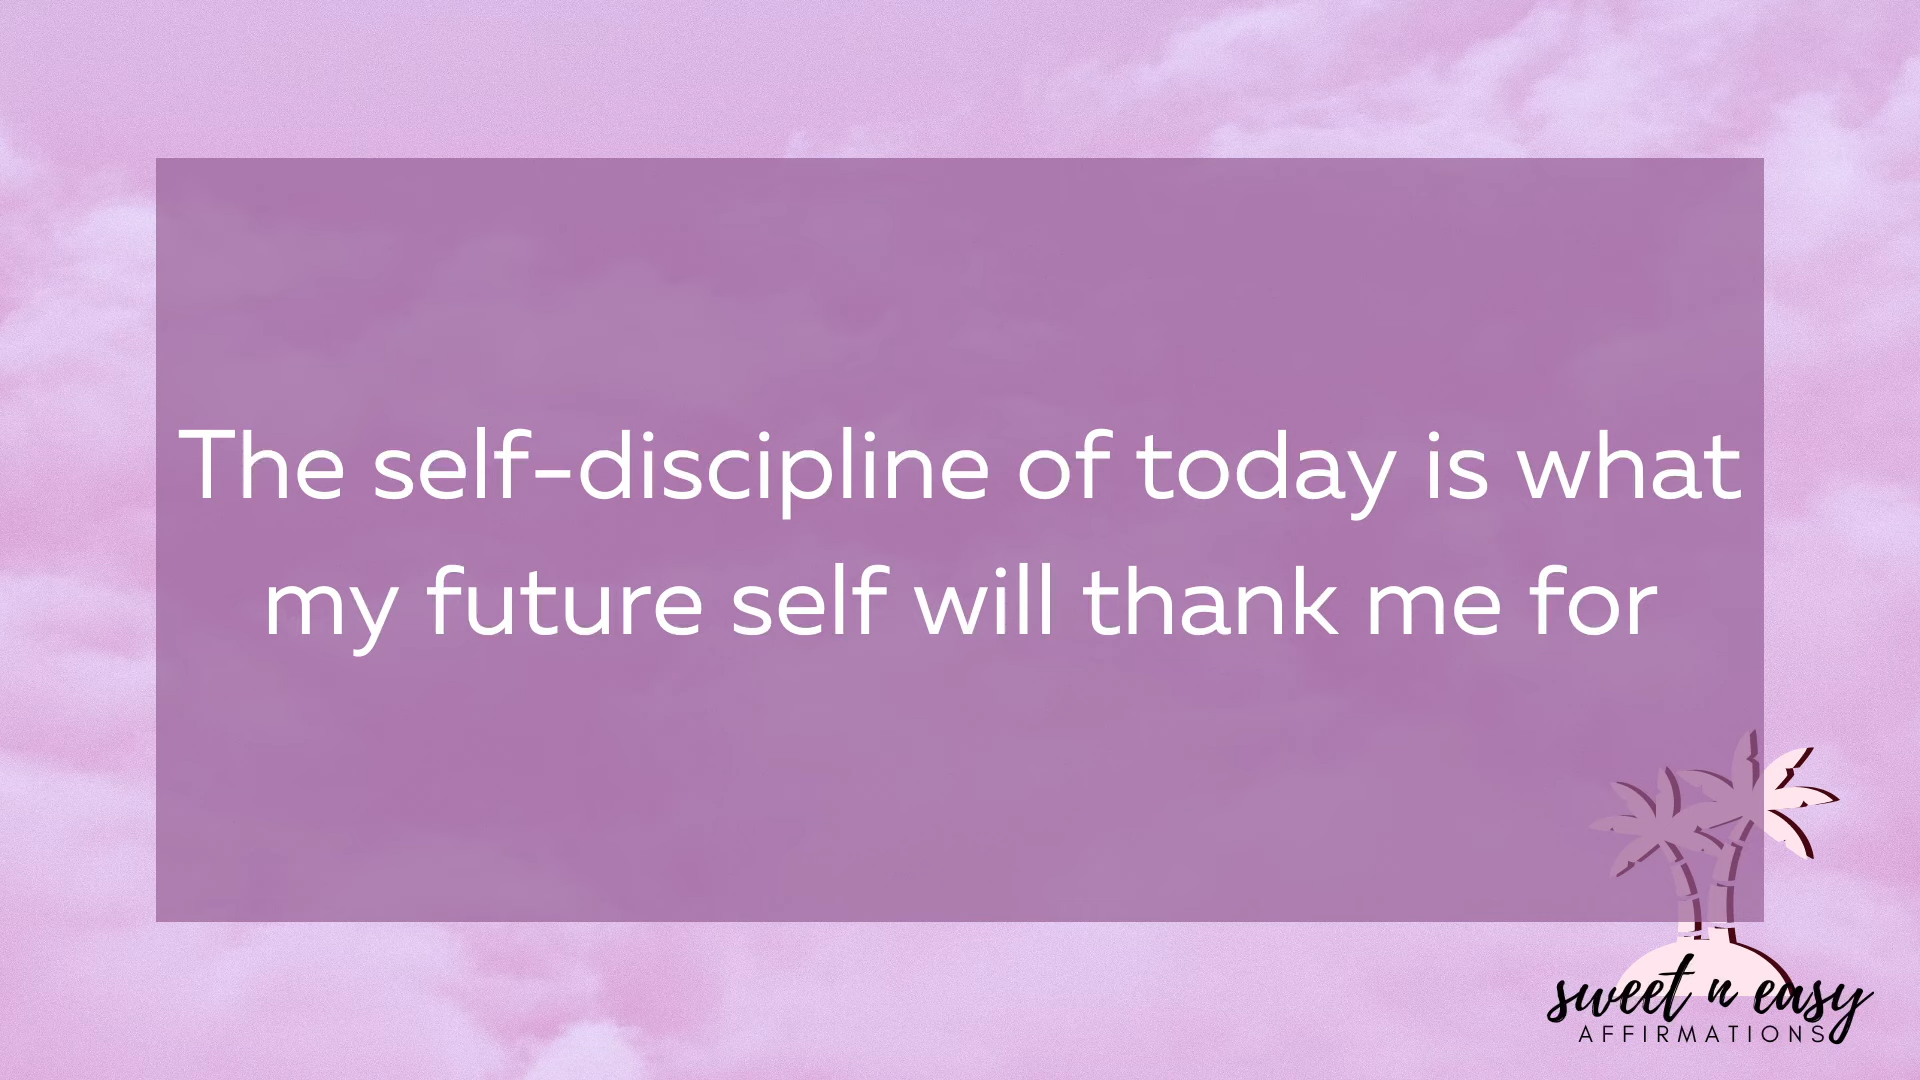 The self-discipline of today is what
my future self will thank me for
sweet n easy
AFFIRMATIONS